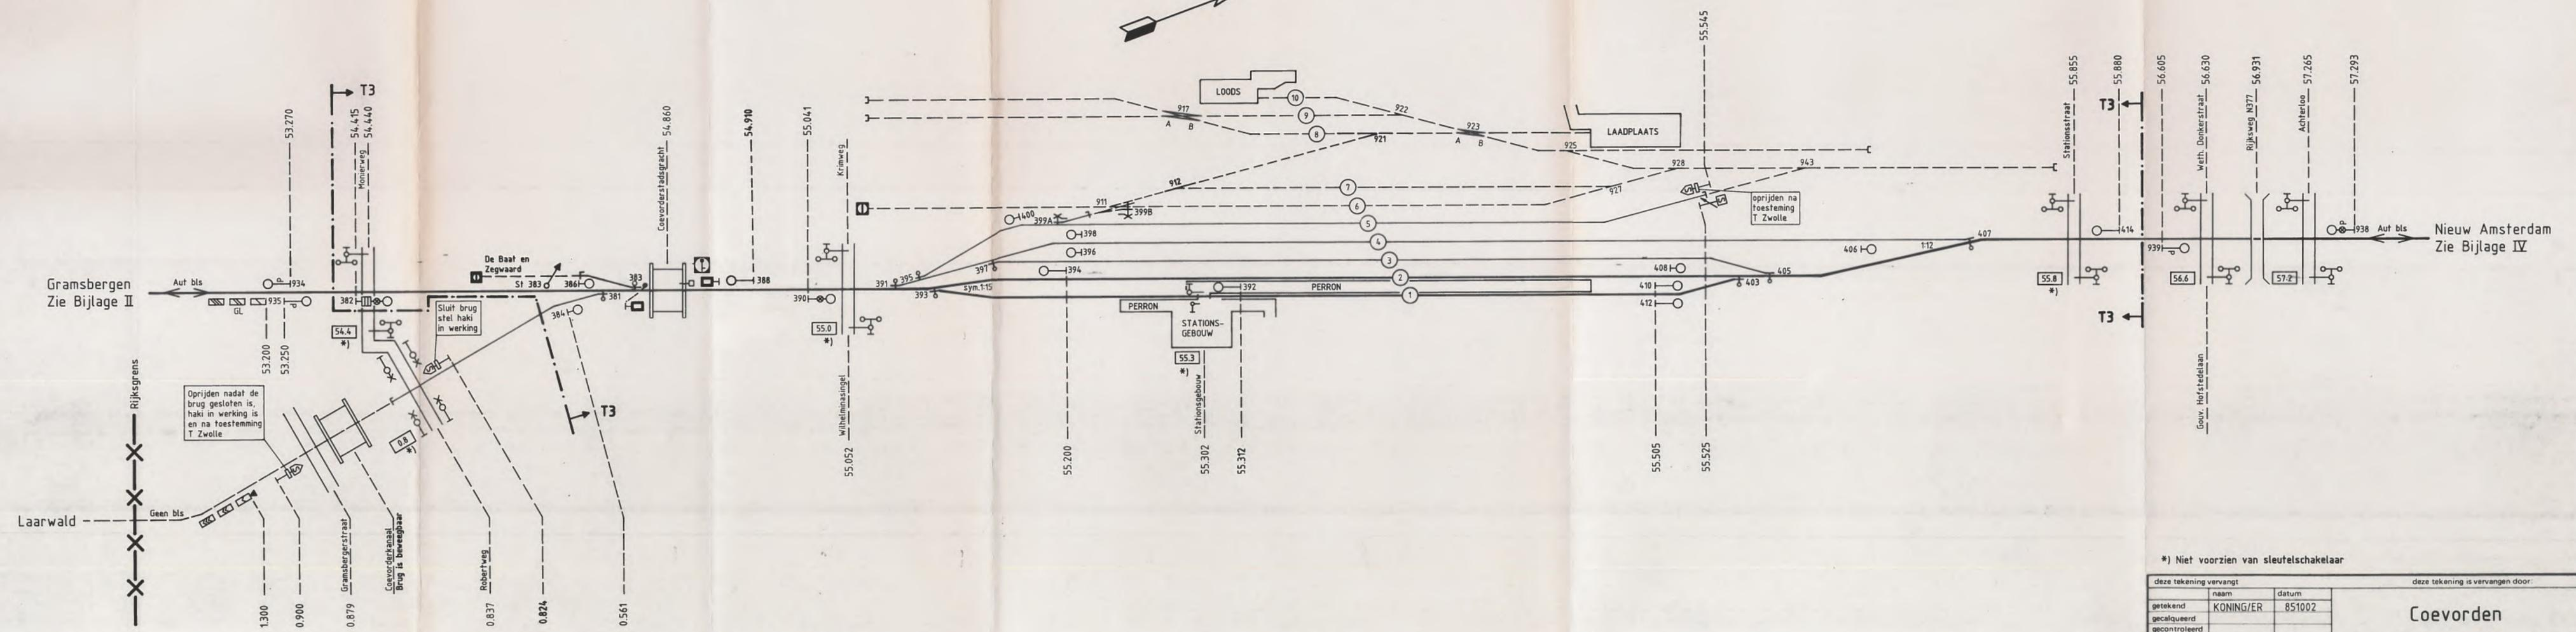 T3
53.270
54.415
54.440
Monierweg
Gramsbergen
Zie Bijlage II
Aut bls
934
935
GL
382
53.200
53.250
54.4
*)
Rijksgrens
Oprijden nadat de
brug gesloten is,
haki in werking is
en na toestemming
T Zwolle
Laarwald
Geen bls
1.300
0.900
Gramsbergerstraat
0.879
Coevorderkanaal
Brug is beweegbaar
0.8
*)
Robertweg
0.837
0.824
0.561
Sluit brug
stel haki
in werking
De Baat en
Zegwaard
St 383
386
383
381
384
T3
Coevorderstadsgracht
54.860
54.910
388
55.041
Krimweg
390
55.0
*)
Wilhelminasingel
55.052
391
395
393
397
sym.1:15
400
399A
399B
398
396
394
911
912
917
A B
LOODS
10
9
8
7
6
5
4
3
2
1
922
921
923
A B
925
LAADPLAATS
927
928
943
55.545
oprijden na
toesteming
T Zwolle
392
PERRON
PERRON
STATIONS-
GEBOUW
55.3
*)
55.200
Stationsgebouw
55.302
55.312
408
410
412
403
405
406
1:12
407
55.505
55.525
Stationsstraat
55.855
55.880
T3
414
55.8
*)
T3
56.605
939
Weth. Donkerstraat
56.630
56.6
Gouv. Hofstedelaan
Rijksweg N377
56.931
Achterloo
57.265
57.2
57.293
938
Aut bls
Nieuw Amsterdam
Zie Bijlage IV
*) Niet voorzien van sleutelschakelaar
deze tekening vervangt
deze tekening is vervangen door:
naam
datum
getekend
KONING/ER
851002
gecalqueerd
gecontroleerd
Coevorden